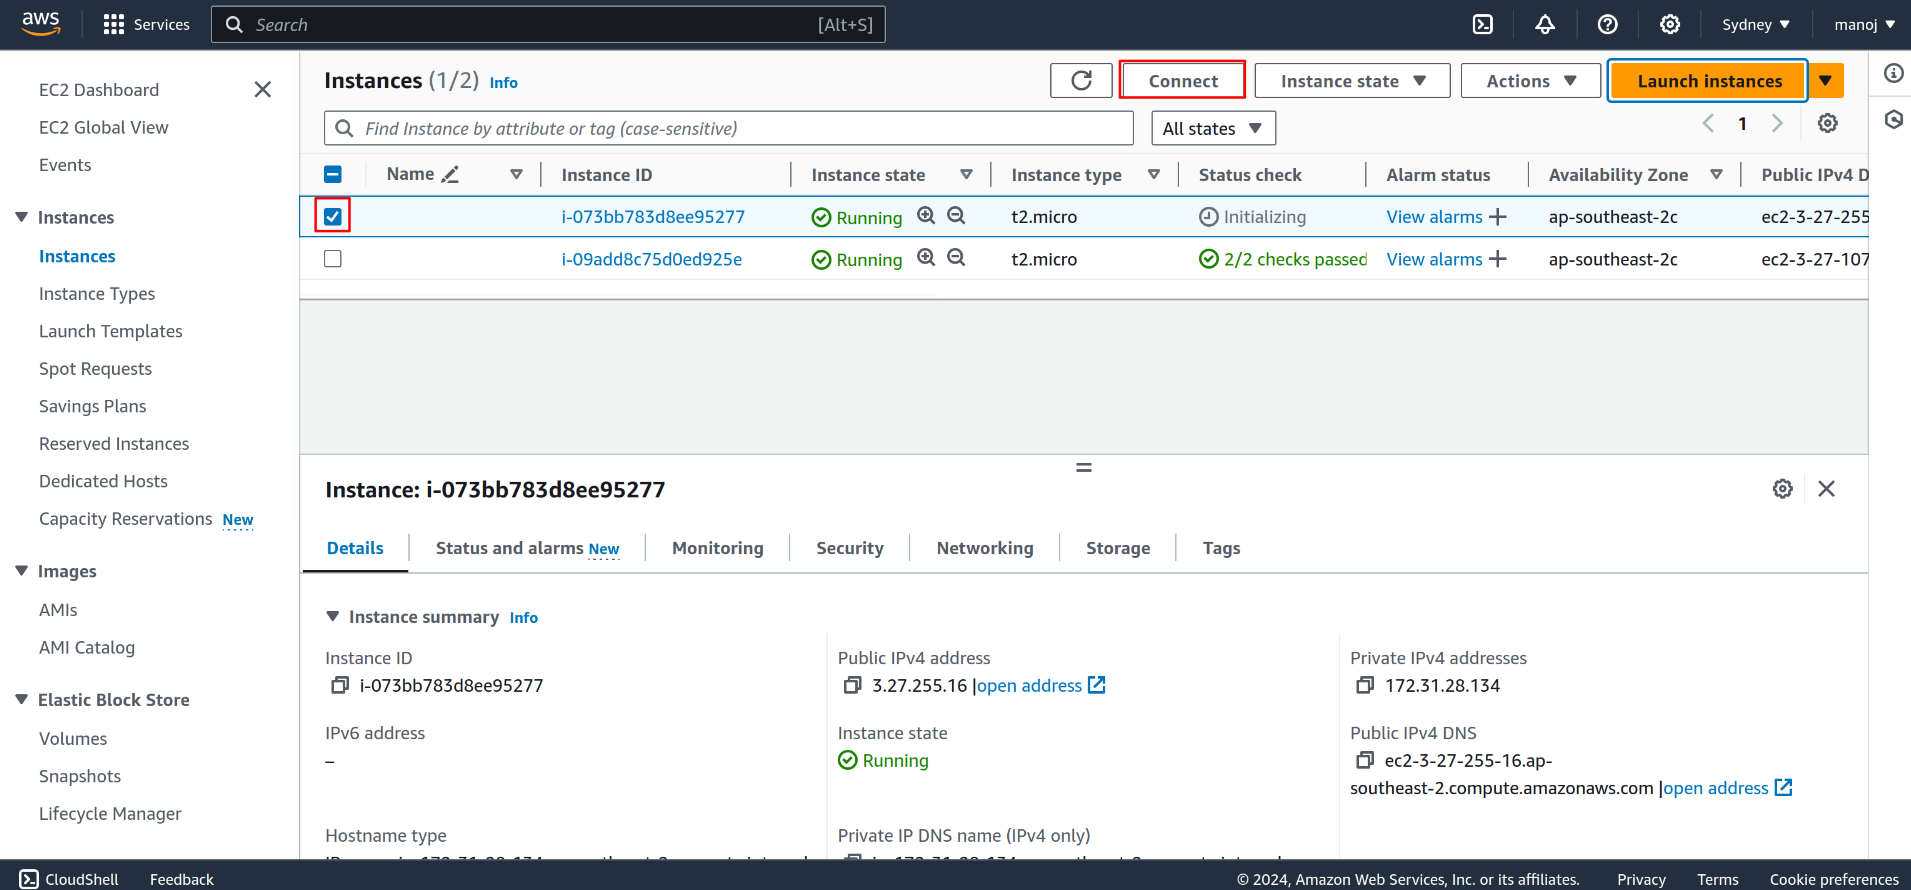 aws Services Search [Alt+S] Sydney manoj
EC2 Dashboard
EC2 Global View
Events
Instances
Instances
Instance Types
Launch Templates
Spot Requests
Savings Plans
Reserved Instances
Dedicated Hosts
Capacity Reservations New
Images
AMIs
AMI Catalog
Elastic Block Store
Volumes
Snapshots
Lifecycle Manager
Instances (1/2) Info Connect Instance state Actions Launch instances
Find Instance by attribute or tag (case-sensitive) All states 1
Name Instance ID Instance state Instance type Status check Alarm status Availability Zone Public IPv4 D
i-073bb783d8ee95277 Running t2.micro Initializing View alarms ap-southeast-2c ec2-3-27-255
i-09add8c75d0ed925e Running t2.micro 2/2 checks passed View alarms ap-southeast-2c ec2-3-27-107
Instance: i-073bb783d8ee95277
Details Status and alarms New Monitoring Security Networking Storage Tags
Instance summary Info
Instance ID
i-073bb783d8ee95277
Public IPv4 address
3.27.255.16 |open address
Private IPv4 addresses
172.31.28.134
IPv6 address
–
Instance state
Running
Public IPv4 DNS
ec2-3-27-255-16.ap-
southeast-2.compute.amazonaws.com |open address
Hostname type
Private IP DNS name (IPv4 only)
CloudShell Feedback © 2024, Amazon Web Services, Inc. or its affiliates. Privacy Terms Cookie preferences